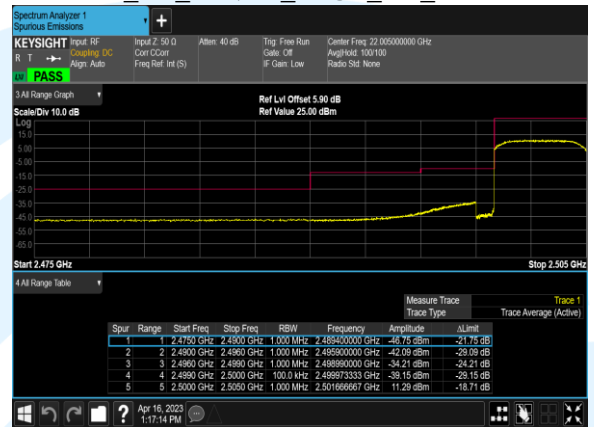 Spectrum Analyzer 1
Spurious Emissions
+
KEYSIGHT Input: RF Input Z: 50 Ω Atten: 40 dB Trig: Free Run Center Freq: 22.005000000 GHz
R T Coupling: DC Corr CCorr Gate: Off Avg|Hold: 100/100
Align: Auto Freq Ref: Int (S) IF Gain: Low Radio Std: None
LV PASS
3 All Range Graph
Ref Lvl Offset 5.90 dB
Scale/Div 10.0 dB Ref Value 25.00 dBm
Log
15.0
5.00
-5.00
-15.0
-25.0
-35.0
-45.0
-55.0
-65.0
Start 2.475 GHz Stop 2.505 GHz
4 All Range Table
Measure Trace Trace 1
Trace Type Trace Average (Active)
Spur Range Start Freq Stop Freq RBW Frequency Amplitude ΔLimit
1 1 2.4750 GHz 2.4900 GHz 1.000 MHz 2.489400000 GHz -46.75 dBm -21.75 dB
2 2 2.4900 GHz 2.4960 GHz 1.000 MHz 2.495900000 GHz -42.09 dBm -29.09 dB
3 3 2.4960 GHz 2.4990 GHz 1.000 MHz 2.498990000 GHz -34.21 dBm -24.21 dB
4 4 2.4990 GHz 2.5000 GHz 100.0 kHz 2.499973333 GHz -39.15 dBm -29.15 dB
5 5 2.5000 GHz 2.5050 GHz 1.000 MHz 2.501666667 GHz 11.29 dBm -18.71 dB
? Apr 16, 2023
1:17:14 PM